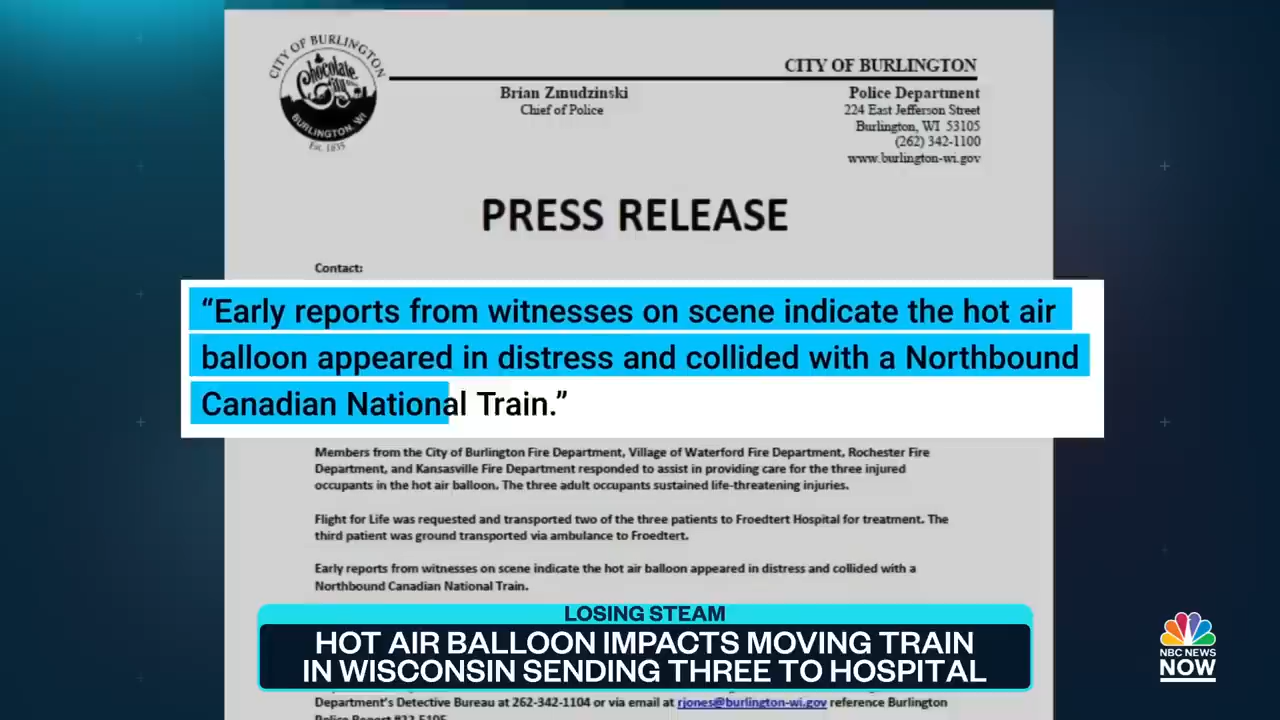 CITY OF BURLINGTON
Chocolate
City
BURLINGTON, WI
Est. 1835
CITY OF BURLINGTON
Brian Zmudzinski
Chief of Police
Police Department
224 East Jefferson Street
Burlington, WI 53105
(262) 342-1100
www.burlington-wi.gov
PRESS RELEASE
Contact:
“Early reports from witnesses on scene indicate the hot air
balloon appeared in distress and collided with a Northbound
Canadian National Train.”
Members from the City of Burlington Fire Department, Village of Waterford Fire Department, Rochester Fire
Department, and Kansasville Fire Department responded to assist in providing care for the three injured
occupants in the hot air balloon. The three adult occupants sustained life-threatening injuries.
Flight for Life was requested and transported two of the three patients to Froedtert Hospital for treatment. The
third patient was ground transported via ambulance to Froedtert.
Early reports from witnesses on scene indicate the hot air balloon appeared in distress and collided with a
Northbound Canadian National Train.
LOSING STEAM
HOT AIR BALLOON IMPACTS MOVING TRAIN
IN WISCONSIN SENDING THREE TO HOSPITAL
NBC NEWS
NOW
Department's Detective Bureau at 262-342-1104 or via email at rjones@burlington-wi.gov reference Burlington
Police Report